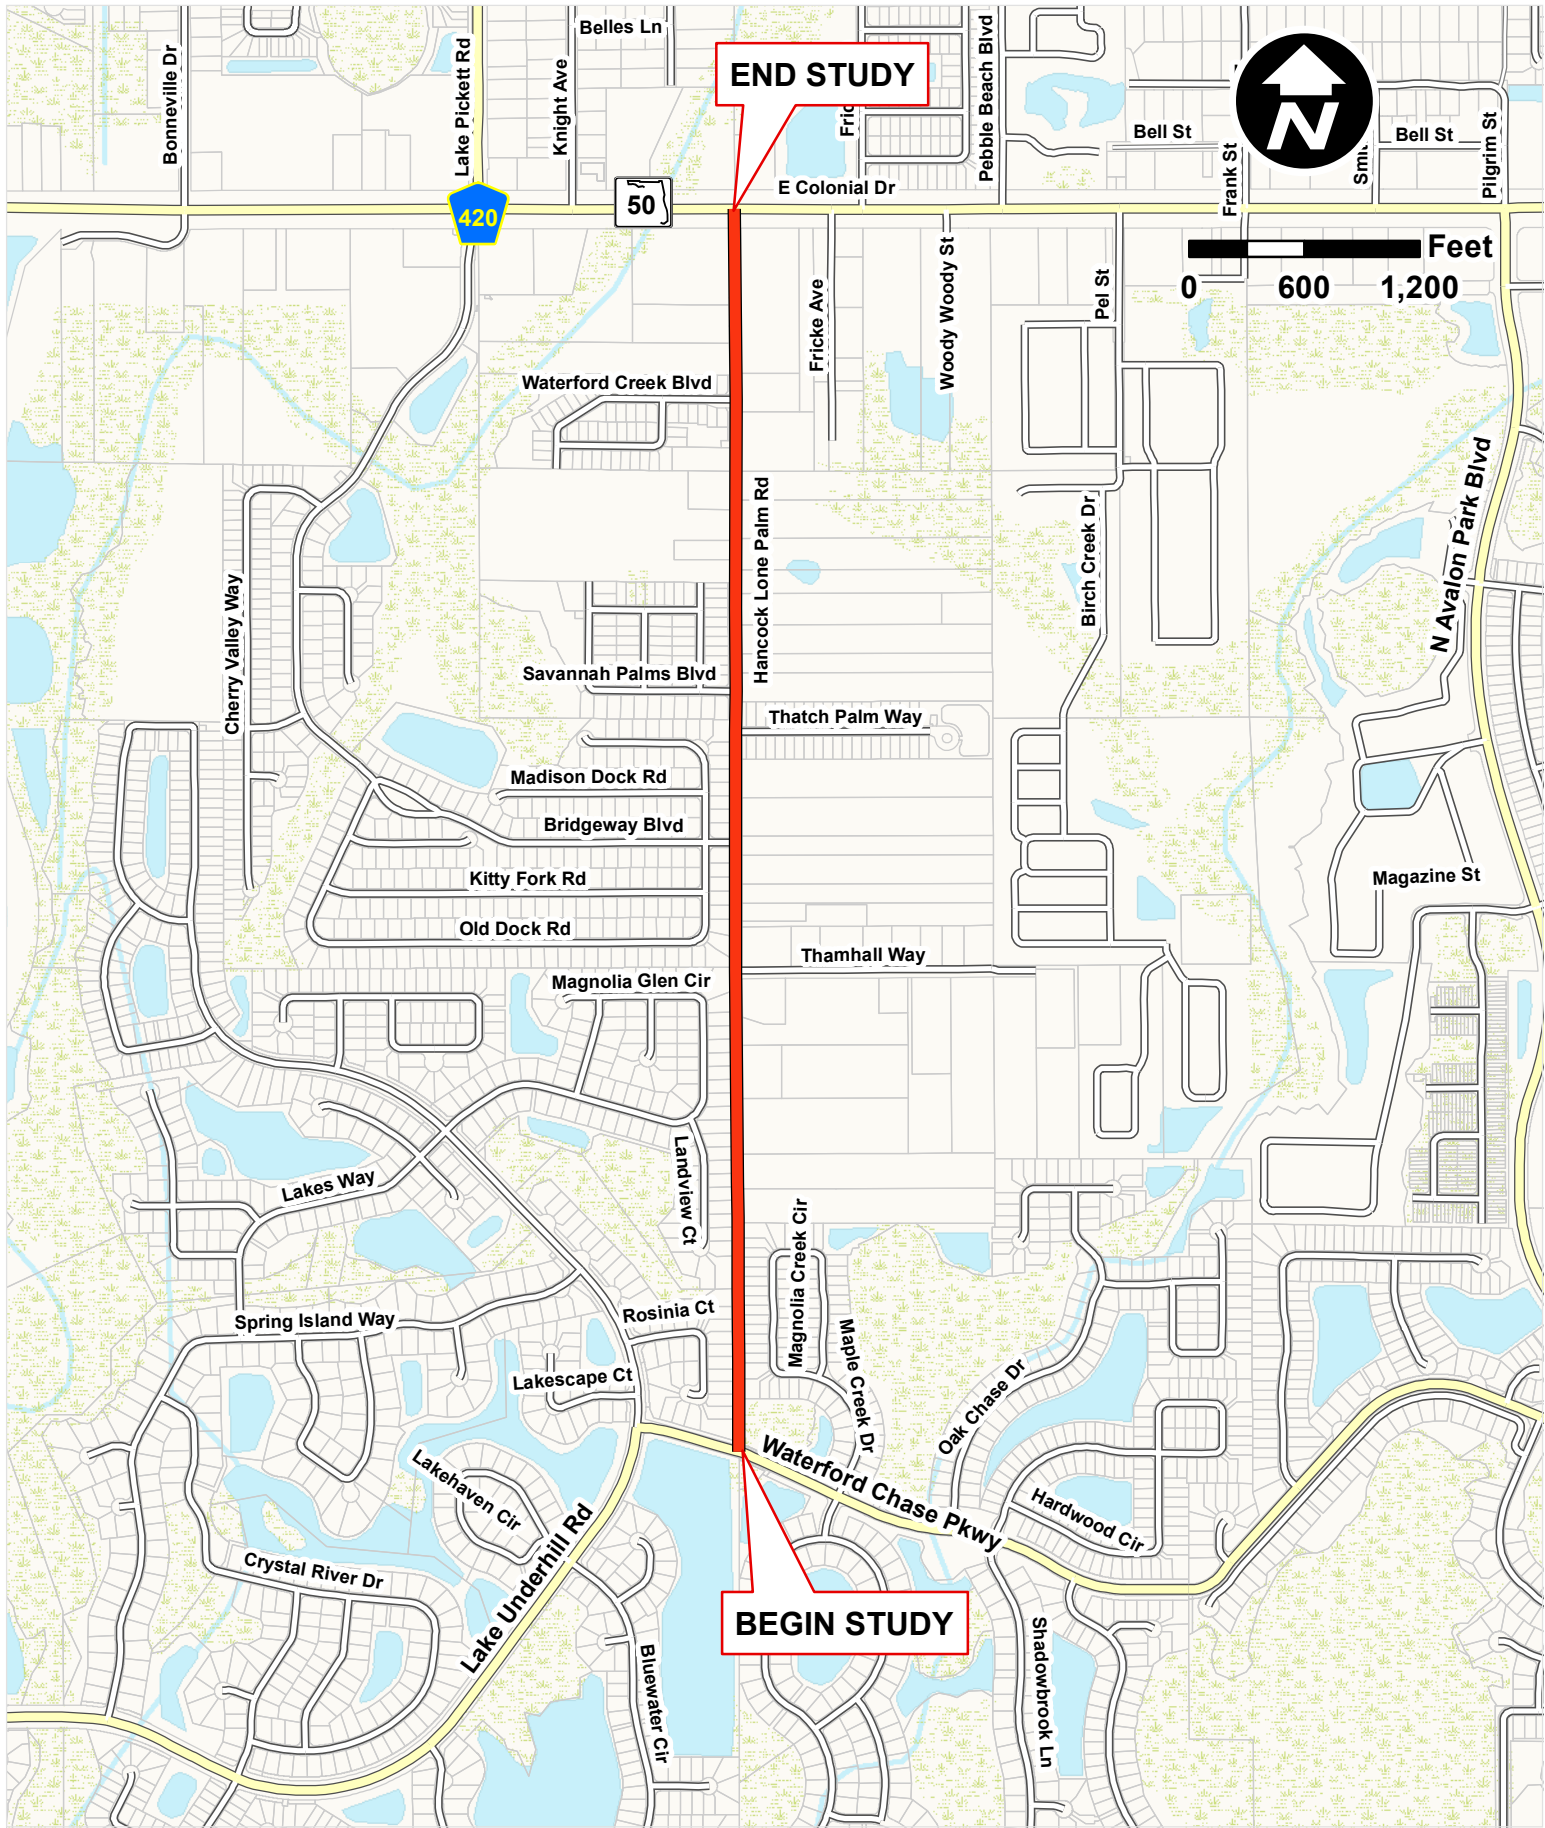 Belles Ln
Bonneville Dr
Lake Pickett Rd
Knight Ave
END STUDY
Pebble Beach Blvd
Bell St
N
Bell St
Frank St
Pilgrim St
420
50
E Colonial Dr
Feet
0 600 1,200
Fricke Ave
Woody Woody St
Pel St
Waterford Creek Blvd
Hancock Lone Palm Rd
Birch Creek Dr
N Avalon Park Blvd
Cherry Valley Way
Savannah Palms Blvd
Thatch Palm Way
Madison Dock Rd
Bridgeway Blvd
Kitty Fork Rd
Magazine St
Old Dock Rd
Thamhall Way
Magnolia Glen Cir
Landview Ct
Lakes Way
Magnolia Creek Cir
Rosinia Ct
Spring Island Way
Maple Creek Dr
Lakescape Ct
Oak Chase Dr
Waterford Chase Pkwy
Lakehaven Cir
Hardwood Cir
Lake Underhill Rd
Crystal River Dr
BEGIN STUDY
Bluewater Cir
Shadowbrook Ln